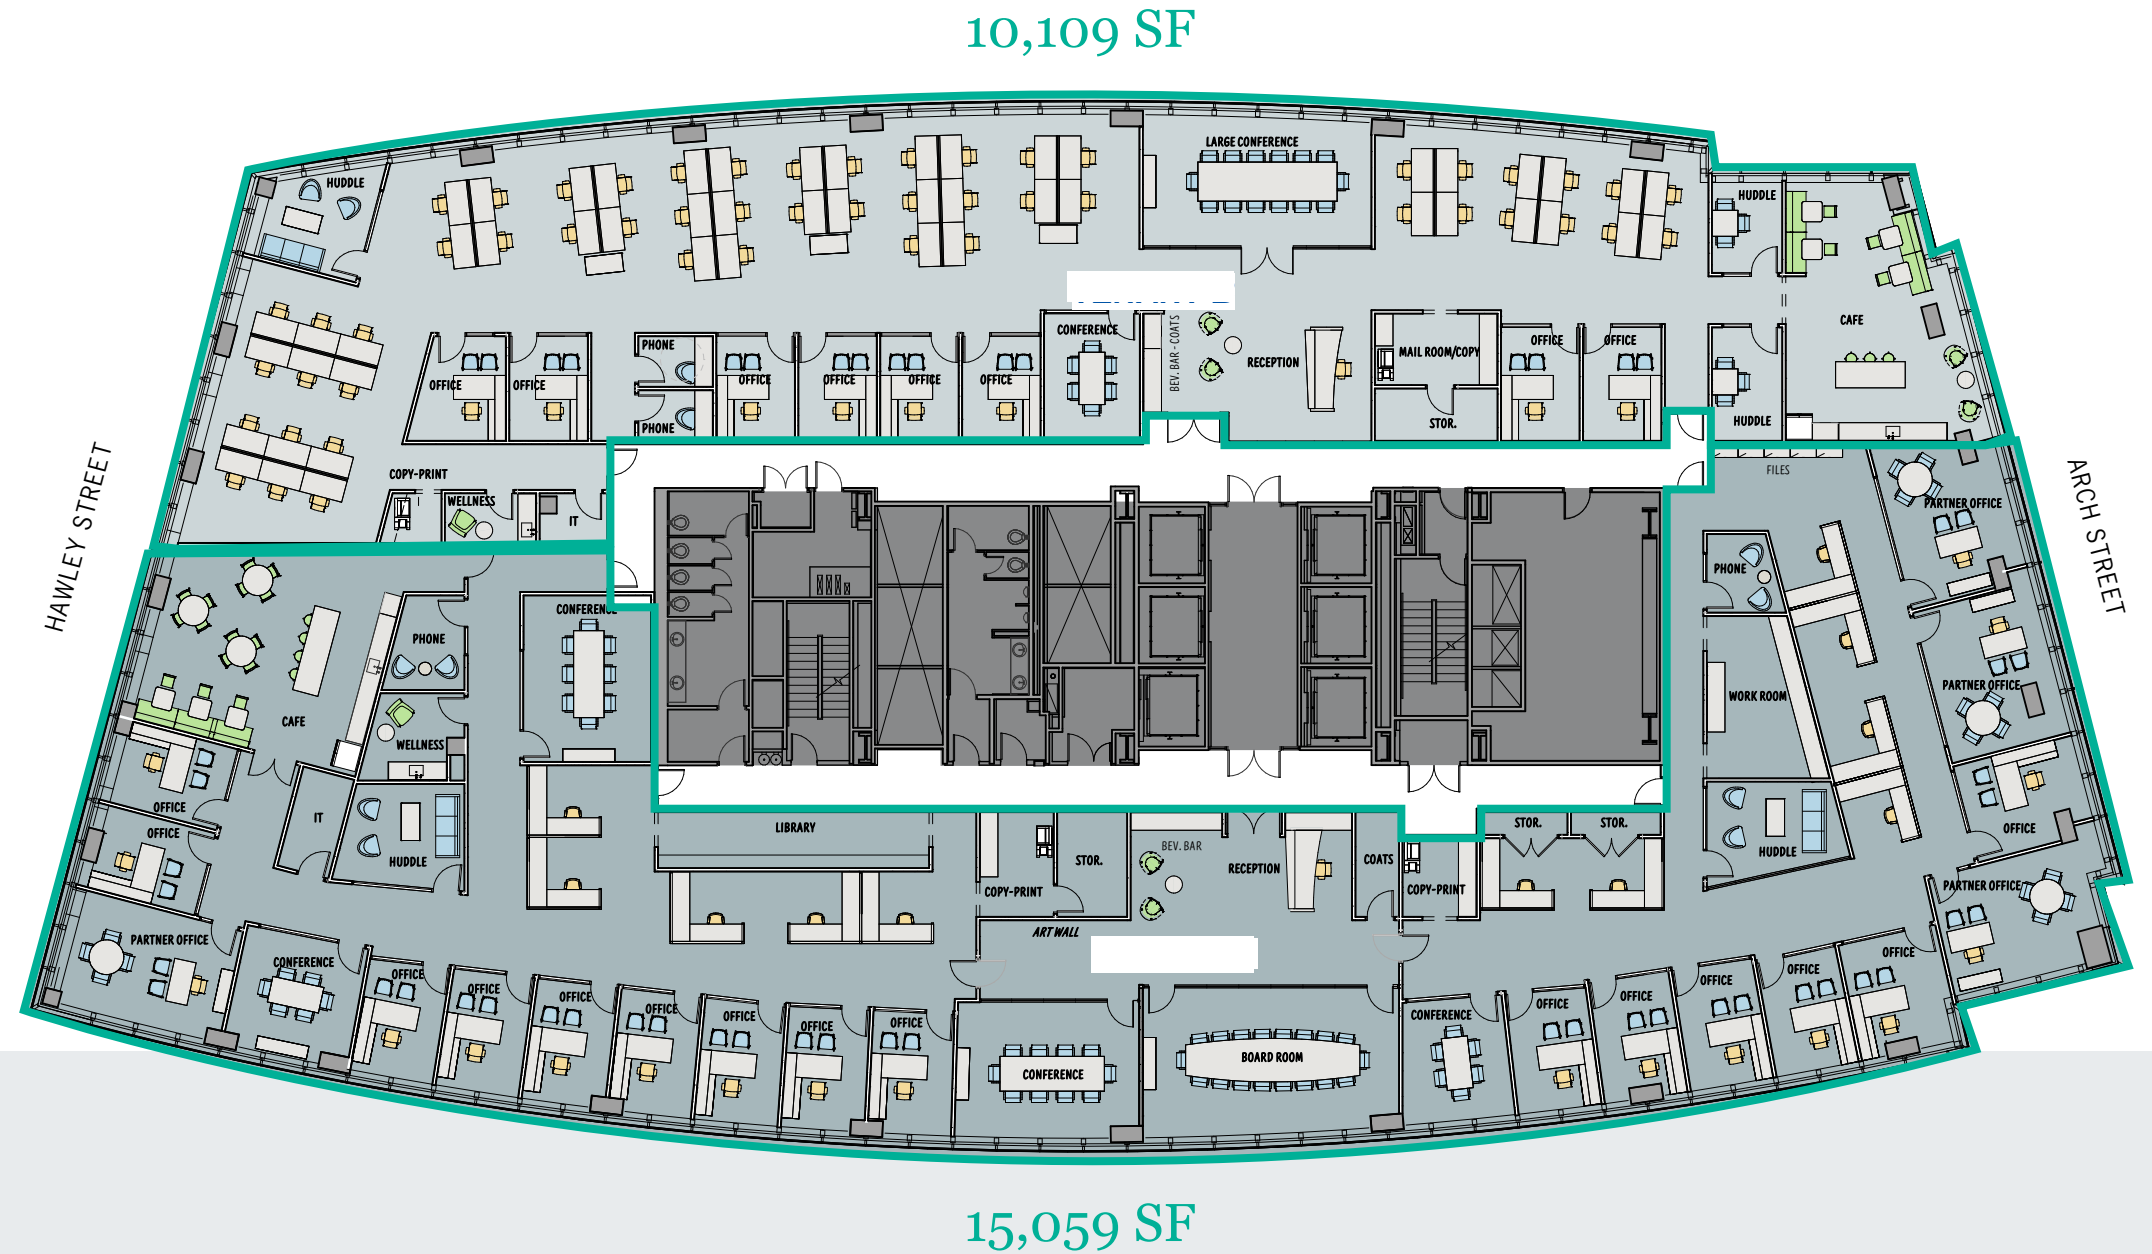 10,109 SF
LARGE CONFERENCE
HUDDLE
HUDDLE
CAFE
CONFERENCE
BEV. BAR - COATS
RECEPTION
MAIL ROOM/COPY
OFFICE
OFFICE
PHONE
OFFICE
OFFICE
OFFICE
OFFICE
OFFICE
OFFICE
STOR.
HUDDLE
PHONE
COPY-PRINT
WELLNESS
IT
FILES
HAWLEY STREET
ARCH STREET
PARTNER OFFICE
PHONE
CONFERENCE
PHONE
PARTNER OFFICE
WORK ROOM
CAFE
WELLNESS
OFFICE
IT
OFFICE
HUDDLE
LIBRARY
STOR.
STOR.
OFFICE
BEV. BAR
HUDDLE
STOR.
RECEPTION
COATS
COPY-PRINT
COPY-PRINT
PARTNER OFFICE
ART WALL
PARTNER OFFICE
CONFERENCE
OFFICE
OFFICE
OFFICE
OFFICE
OFFICE
OFFICE
OFFICE
OFFICE
CONFERENCE
BOARD ROOM
CONFERENCE
OFFICE
OFFICE
OFFICE
OFFICE
15,059 SF